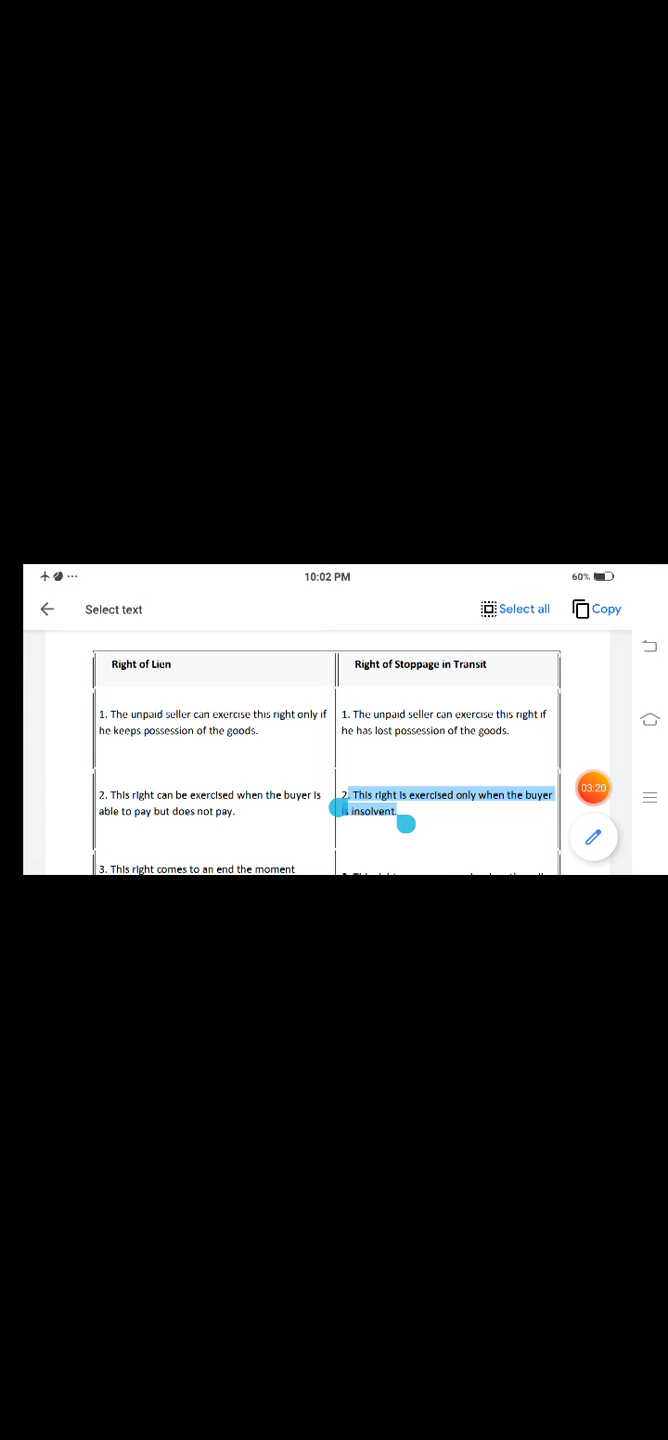 10:02 PM
60%
Select text
Select all
Copy
Right of Lien
Right of Stoppage in Transit
1. The unpaid seller can exercise this right only if
he keeps possession of the goods.
1. The unpaid seller can exercise this right if
he has lost possession of the goods.
2. This right can be exercised when the buyer is
able to pay but does not pay.
2. This right is exercised only when the buyer
is insolvent.
03:20
3. This right comes to an end the moment